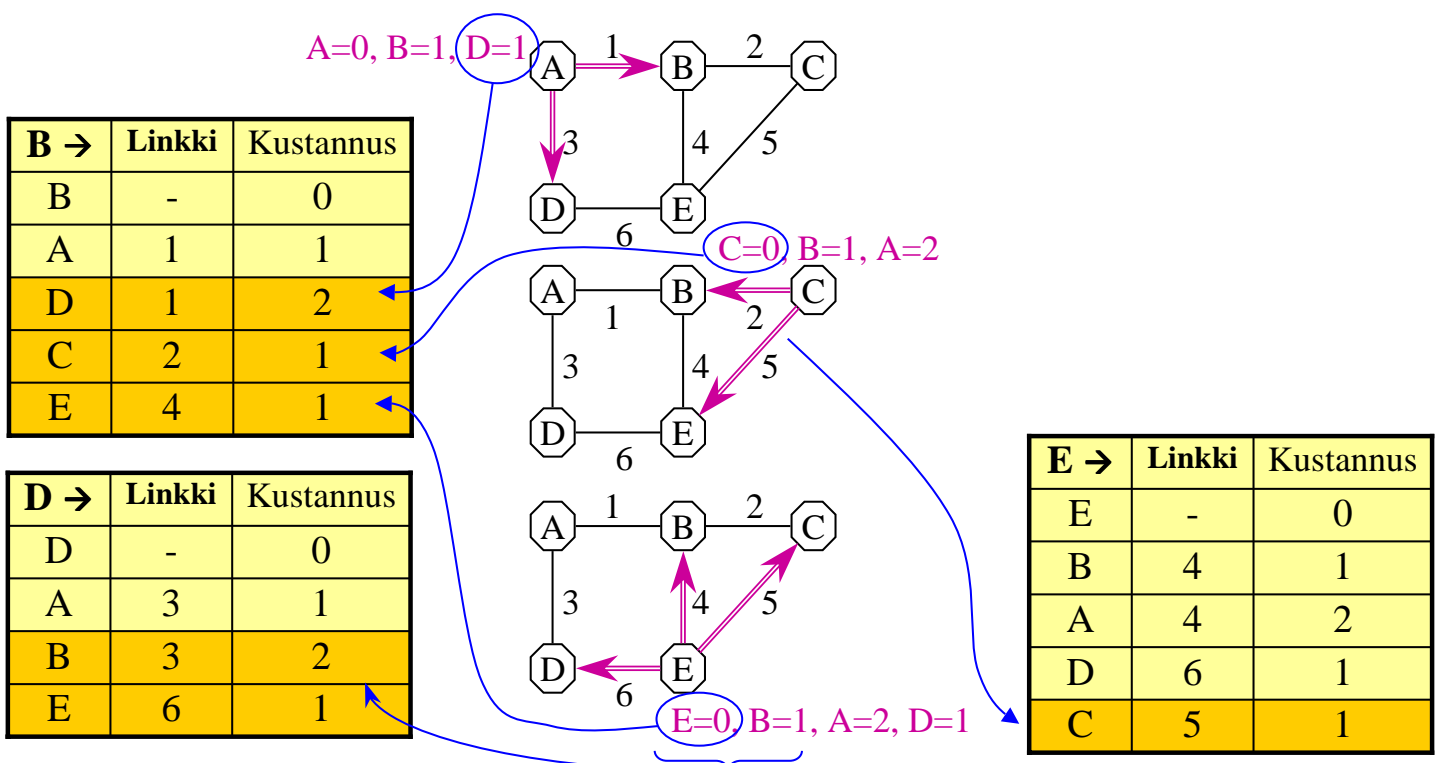 A=0, B=1, D=1
A 1 B 2 C
3 4 5
D 6 E
B → Linkki Kustannus
B - 0
A 1 1
D 1 2
C 2 1
E 4 1
C=0, B=1, A=2
A 1 B 2 C
3 4 5
D 6 E
D → Linkki Kustannus
D - 0
A 3 1
B 3 2
E 6 1
A 1 B 2 C
3 4 5
D 6 E
E=0, B=1, A=2, D=1
E → Linkki Kustannus
E - 0
B 4 1
A 4 2
D 6 1
C 5 1